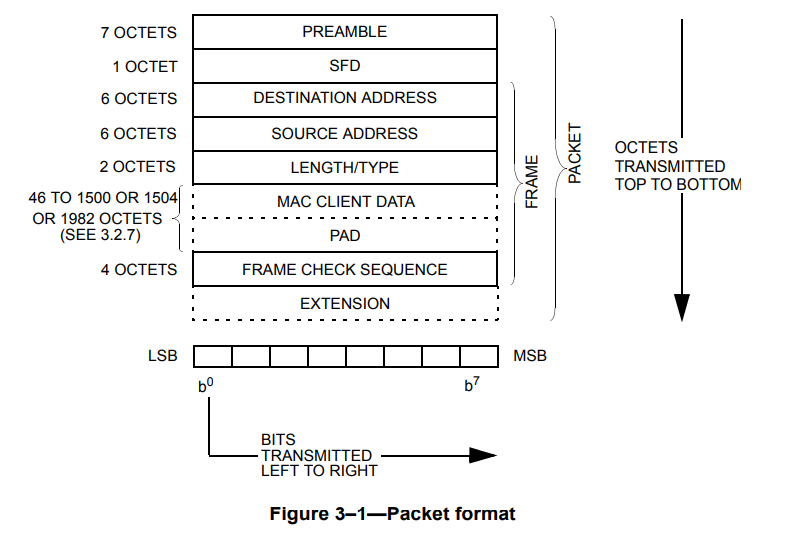 7 OCTETS PREAMBLE
1 OCTET SFD
6 OCTETS DESTINATION ADDRESS
6 OCTETS SOURCE ADDRESS
2 OCTETS LENGTH/TYPE
46 TO 1500 OR 1504
OR 1982 OCTETS
(SEE 3.2.7)
MAC CLIENT DATA
PAD
4 OCTETS FRAME CHECK SEQUENCE
EXTENSION
FRAME
PACKET
OCTETS
TRANSMITTED
TOP TO BOTTOM
LSB MSB
b0 b7
BITS
TRANSMITTED
LEFT TO RIGHT
Figure 3–1—Packet format